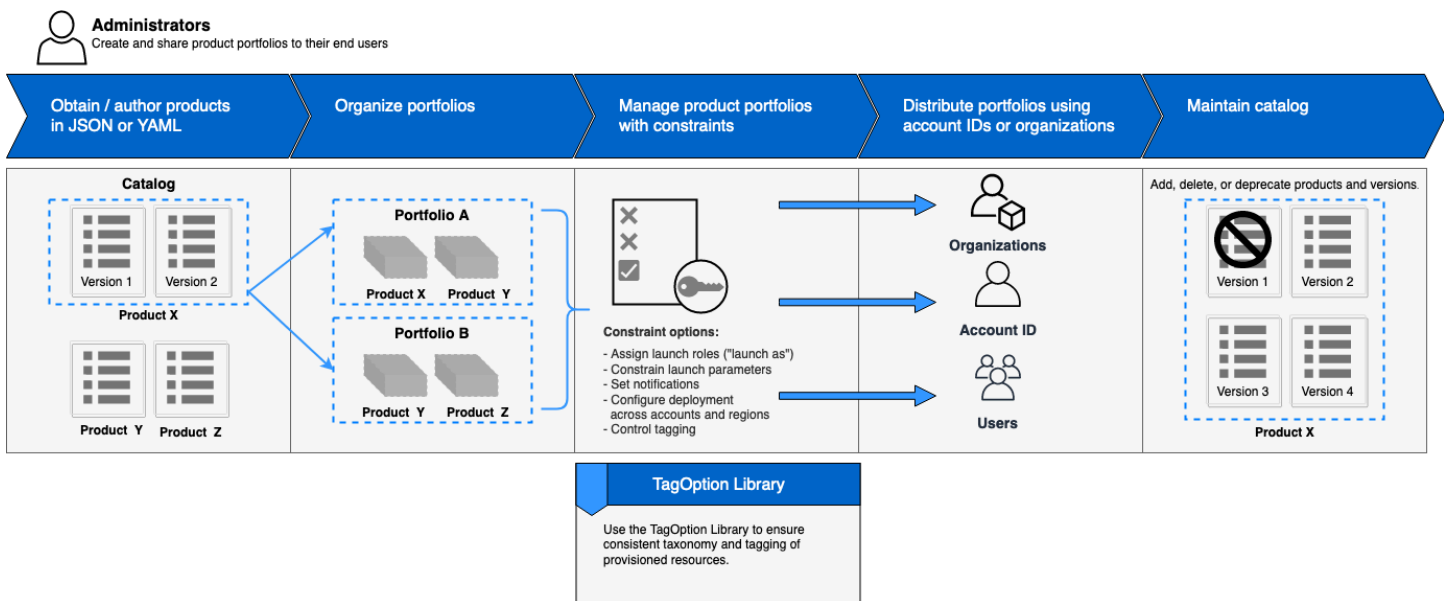 Administrators
Create and share product portfolios to their end users
Obtain / author products
in JSON or YAML
Organize portfolios
Manage product portfolios
with constraints
Distribute portfolios using
account IDs or organizations
Maintain catalog
Catalog
Version 1
Version 2
Product X
Product Y
Product Z
Portfolio A
Product X
Product Y
Portfolio B
Product Y
Product Z
Constraint options:
- Assign launch roles ("launch as")
- Constrain launch parameters
- Set notifications
- Configure deployment
across accounts and regions
- Control tagging
Organizations
Account ID
Users
Add, delete, or deprecate products and versions.
Version 1
Version 2
Version 3
Version 4
Product X
TagOption Library
Use the TagOption Library to ensure
consistent taxonomy and tagging of
provisioned resources.